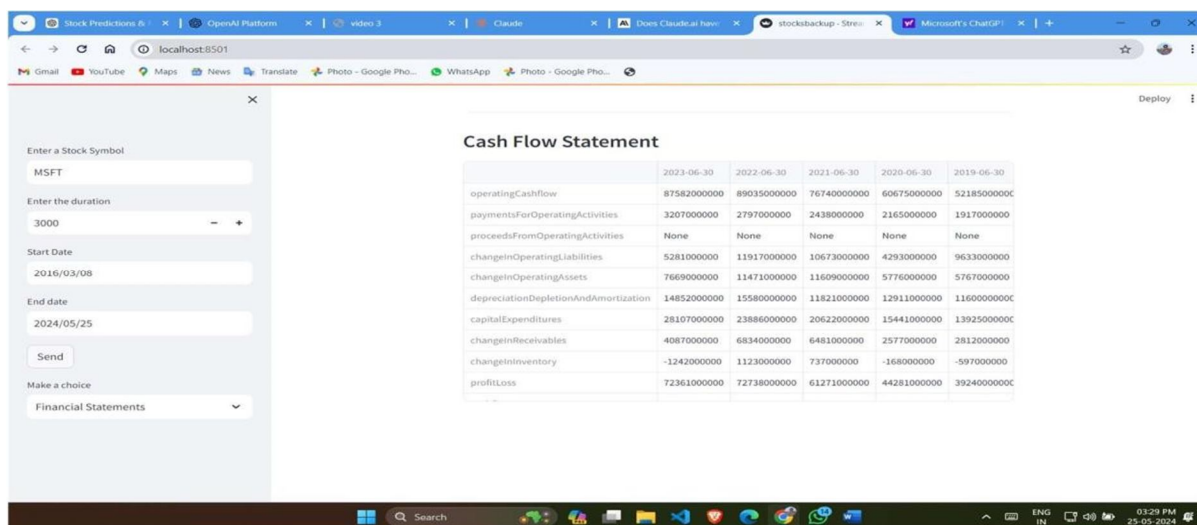 Stock Predictions & F
OpenAI Platform
video 3
Claude
Does Claude.ai have
stocksbackup - Strea
Microsoft's ChatGPT
localhost:8501
Gmail YouTube Maps News Translate Photo - Google Pho... WhatsApp Photo - Google Pho...
Deploy
Enter a Stock Symbol
MSFT
Enter the duration
3000 - +
Start Date
2016/03/08
End date
2024/05/25
Send
Make a choice
Financial Statements
Cash Flow Statement
2023-06-30 2022-06-30 2021-06-30 2020-06-30 2019-06-30
operatingCashflow 87582000000 89035000000 76740000000 60675000000 5218500000
paymentsForOperatingActivities 3207000000 2797000000 2438000000 2165000000 1917000000
proceedsFromOperatingActivities None None None None None
changeInOperatingLiabilities 5281000000 11917000000 10673000000 4293000000 9633000000
changeInOperatingAssets 7669000000 11471000000 11609000000 5776000000 5767000000
depreciationDepletionAndAmortization 14852000000 15580000000 11821000000 12911000000 1160000000
capitalExpenditures 28107000000 23886000000 20622000000 15441000000 1392500000
changeInReceivables 4087000000 6834000000 6481000000 2577000000 2812000000
changeInInventory -1242000000 1123000000 737000000 -168000000 -597000000
profitLoss 72361000000 72738000000 61271000000 44281000000 3924000000
Search
ENG
IN
03:29 PM
25-05-2024